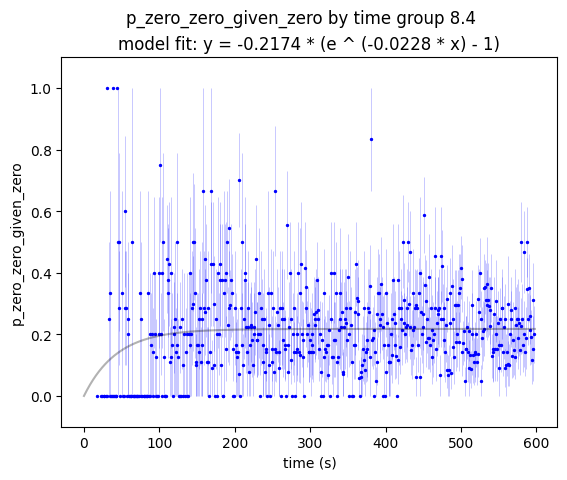 p_zero_zero_given_zero by time group 8.4
model fit: y = -0.2174 * (e ^ (-0.0228 * x) - 1)
p_zero_zero_given_zero
1.0
0.8
0.6
0.4
0.2
0.0
0 100 200 300 400 500 600
time (s)